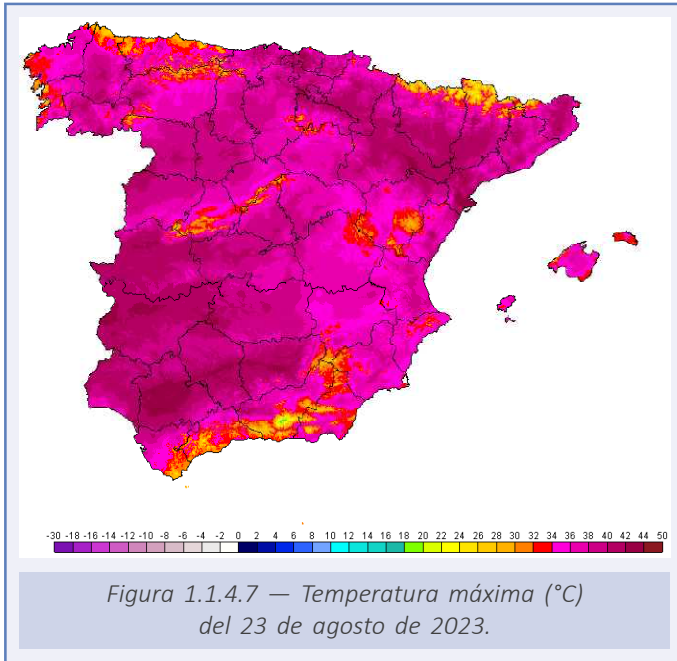 -30 -18 -16 -14 -12 -10 -8 -6 -4 -2 0 2 4 6 8 10 12 14 16 18 20 22 24 26 28 30 32 34 36 38 40 42 44 50
Figura 1.1.4.7 — Temperatura máxima (°C)
del 23 de agosto de 2023.